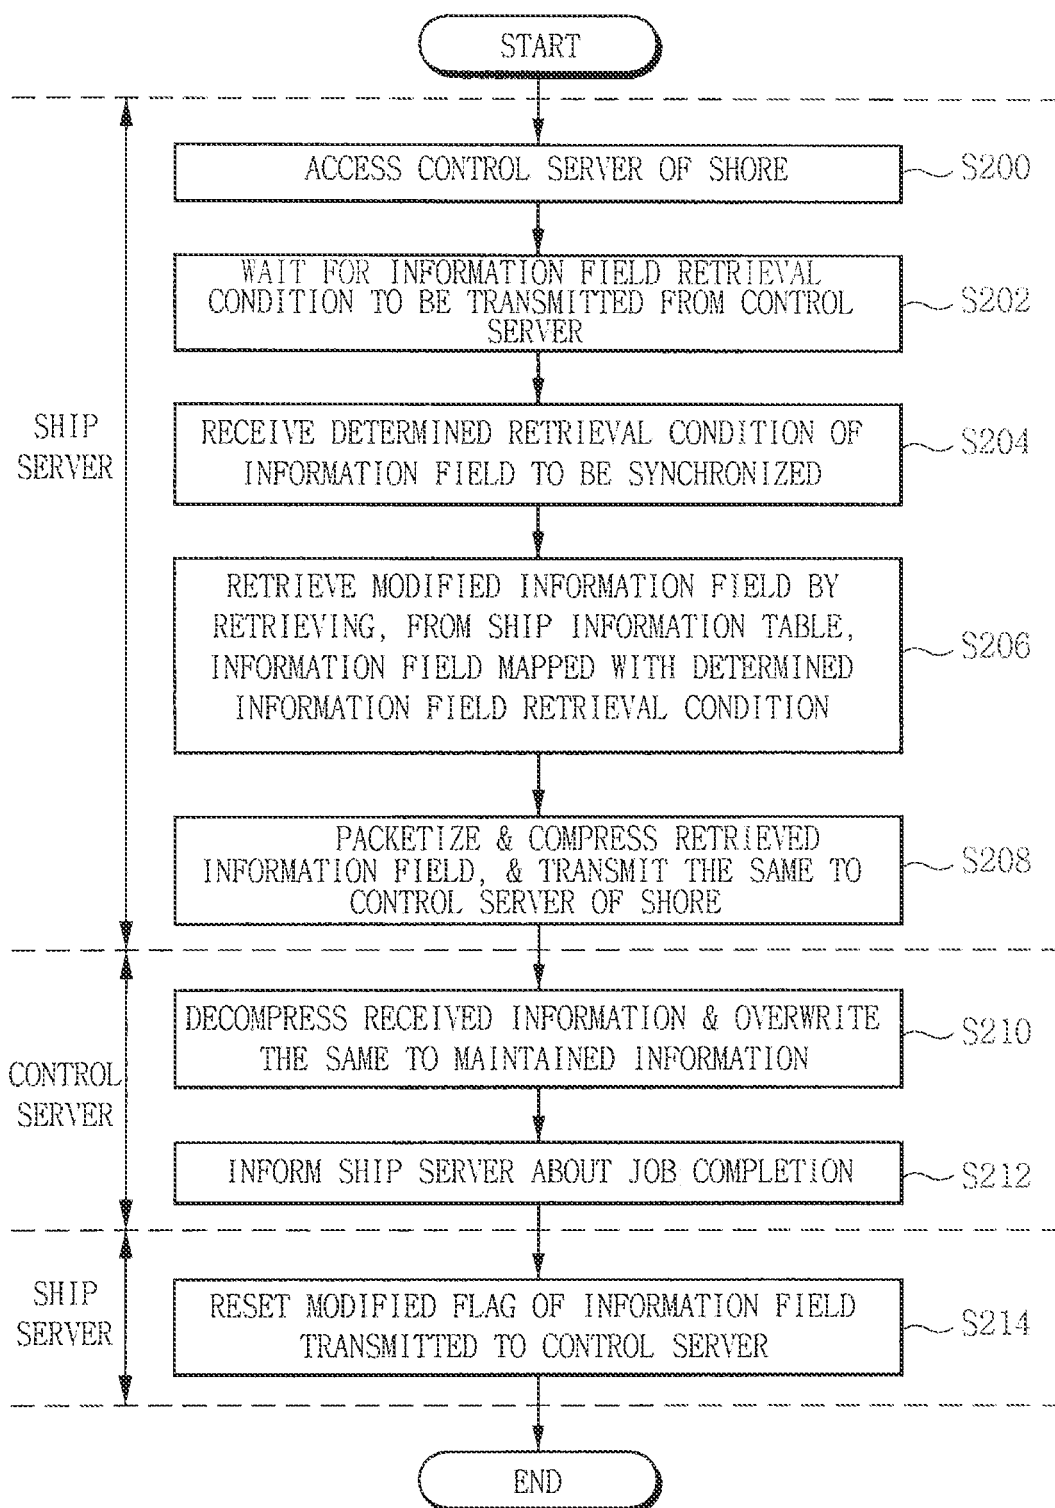 START
ACCESS CONTROL SERVER OF SHORE
S200
WAIT FOR INFORMATION FIELD RETRIEVAL
CONDITION TO BE TRANSMITTED FROM CONTROL
SERVER
S202
SHIP
SERVER
RECEIVE DETERMINED RETRIEVAL CONDITION OF
INFORMATION FIELD TO BE SYNCHRONIZED
S204
RETRIEVE MODIFIED INFORMATION FIELD BY
RETRIEVING, FROM SHIP INFORMATION TABLE,
INFORMATION FIELD MAPPED WITH DETERMINED
INFORMATION FIELD RETRIEVAL CONDITION
S206
PACKETIZE & COMPRESS RETRIEVED
INFORMATION FIELD, & TRANSMIT THE SAME TO
CONTROL SERVER OF SHORE
S208
CONTROL
SERVER
DECOMPRESS RECEIVED INFORMATION & OVERWRITE
THE SAME TO MAINTAINED INFORMATION
S210
INFORM SHIP SERVER ABOUT JOB COMPLETION
S212
SHIP
SERVER
RESET MODIFIED FLAG OF INFORMATION FIELD
TRANSMITTED TO CONTROL SERVER
S214
END